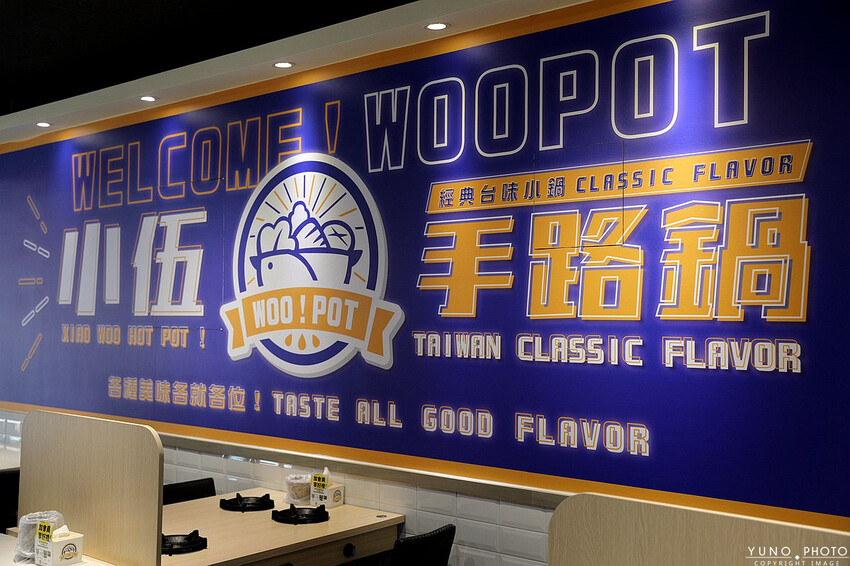 WELCOME! WOOPOT
經典台味小鍋 CLASSIC FLAVOR
小伍
手路鍋
WOO!POT
XIAO WOO HOT POT !
TAIWAN CLASSIC FLAVOR
各種美味各就各位! TASTE ALL GOOD FLAVOR
YUNO.PHOTO
COPYRIGHT IMAGE